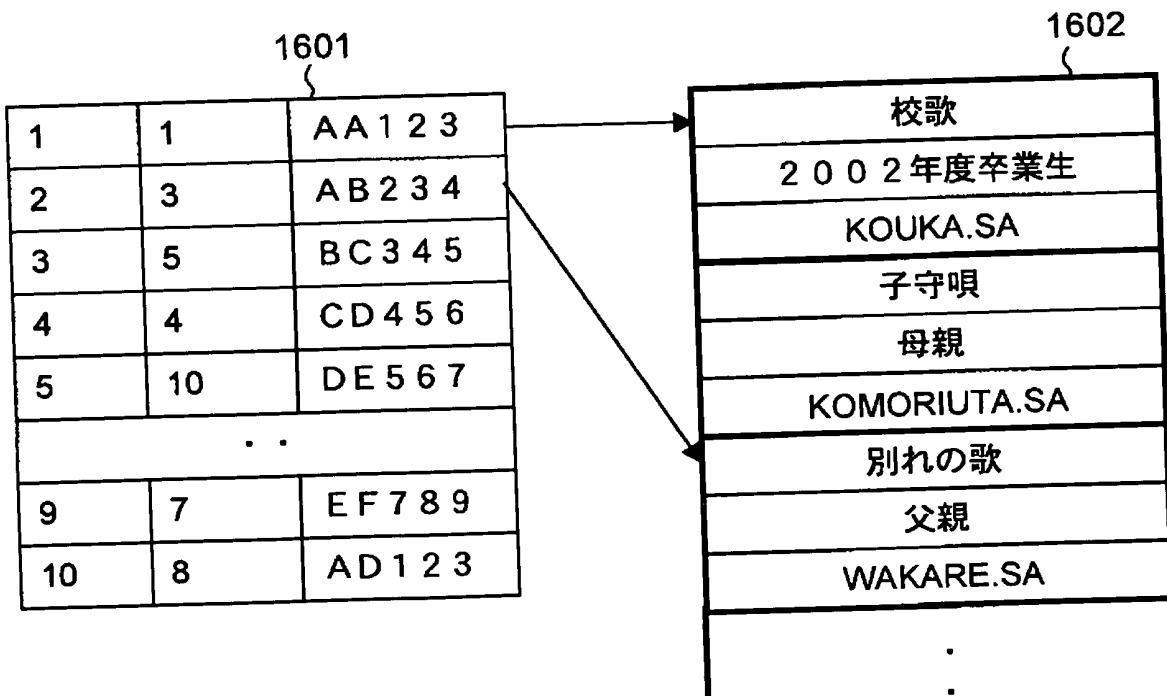 1601
1 1 ＡＡ１２３
2 3 ＡＢ２３４
3 5 ＢＣ３４５
4 4 ＣＤ４５６
5 10 ＤＥ５６７
・・
9 7 ＥＦ７８９
10 8 ＡＤ１２３
1602
校歌
２００２年度卒業生
KOUKA.SA
子守唄
母親
KOMORIUTA.SA
別れの歌
父親
WAKARE.SA
・
・